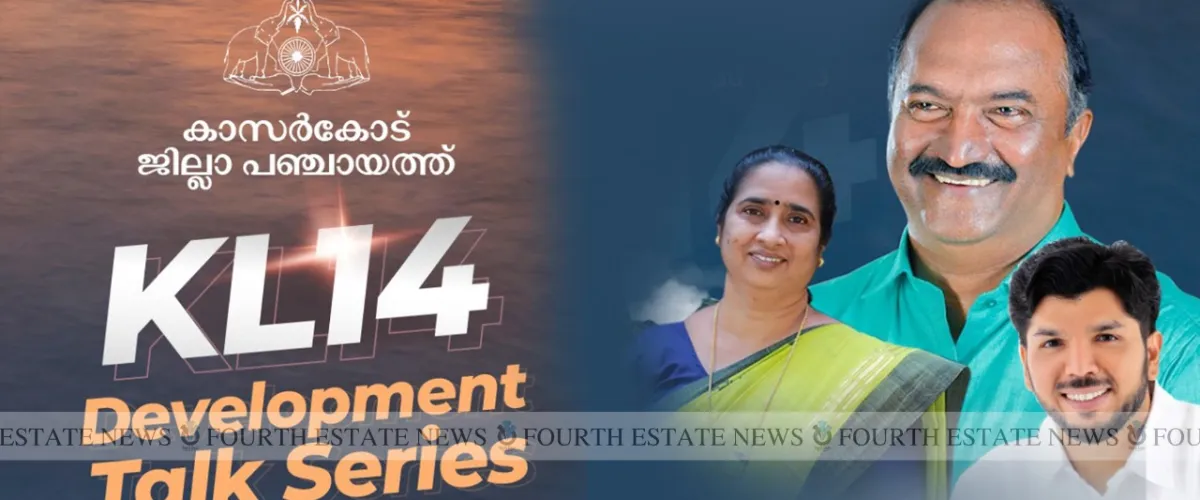 കാസർകോട്
ജില്ലാ പഞ്ചായത്ത്
KL14
Development
Talk Series
ESTATE NEWS FOURTH ESTATE NEWS FOURTH ESTATE NEWS FOURTH ESTATE NEWS FOU